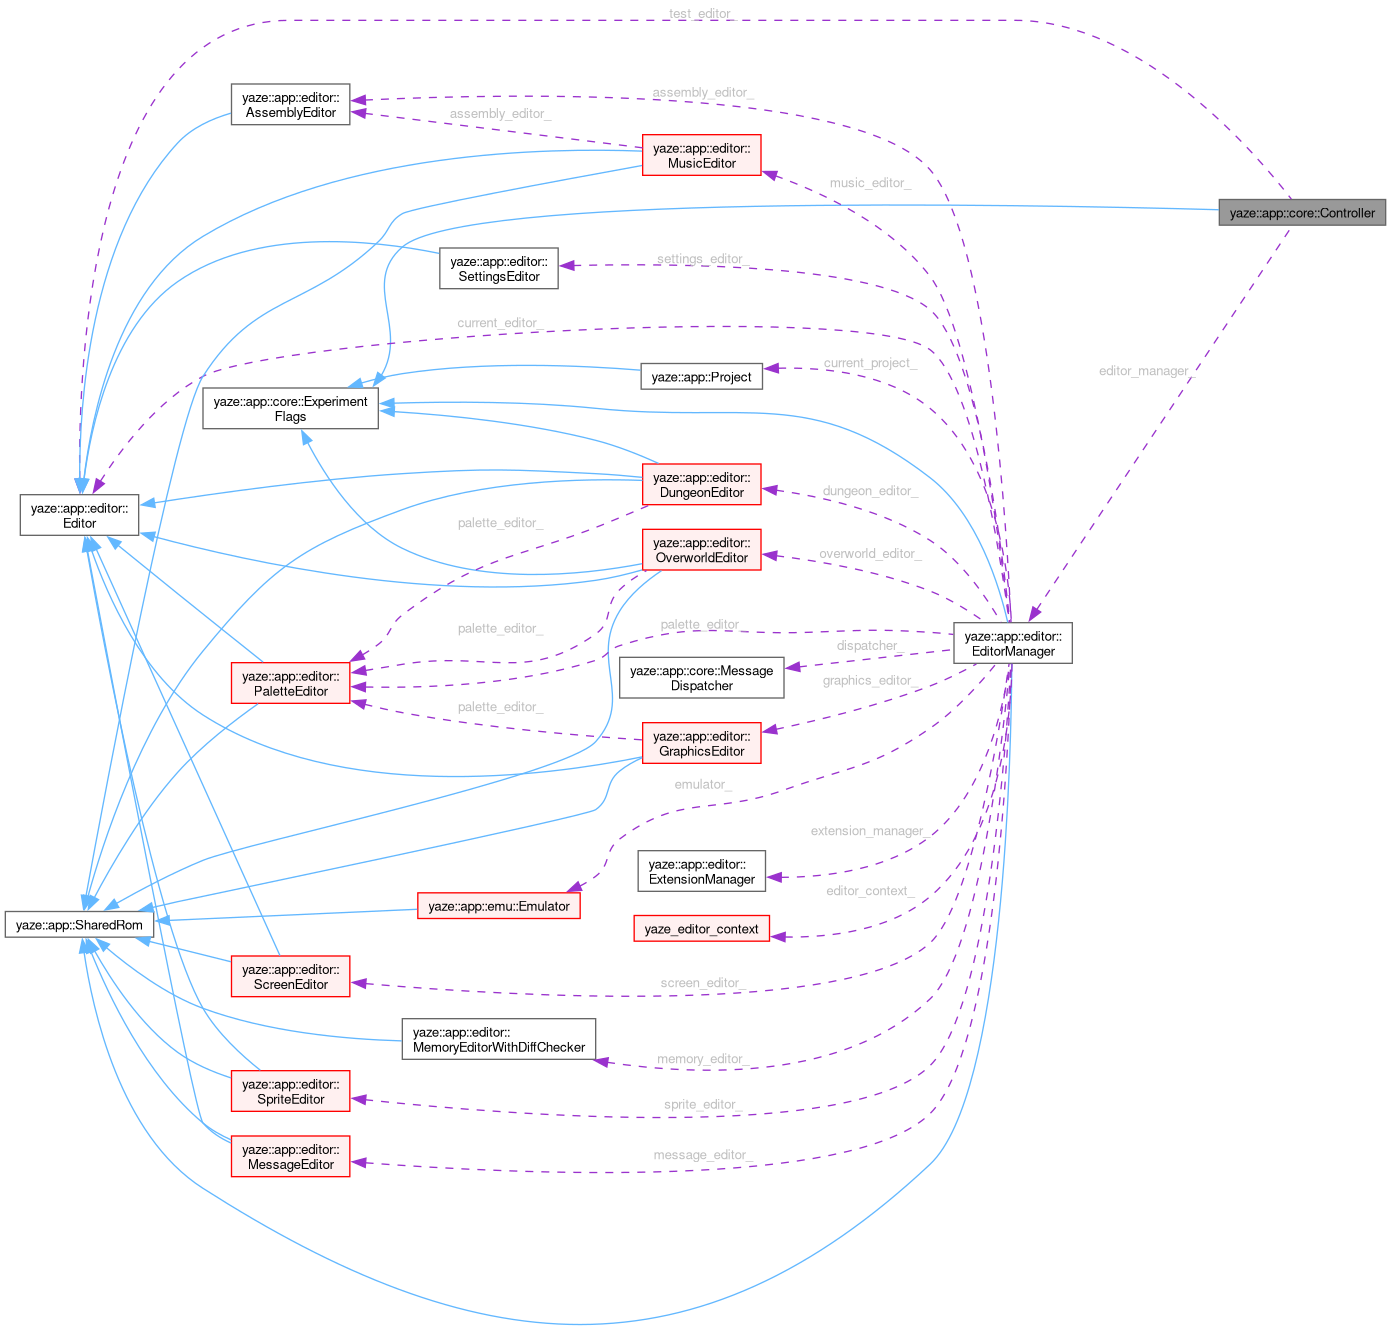 test_editor_
yaze::app::editor::
AssemblyEditor
assembly_editor_
assembly_editor_
yaze::app::editor::
MusicEditor
music_editor_
yaze::app::core::Controller
yaze::app::editor::
SettingsEditor
settings_editor_
current_editor_
yaze::app::core::Experiment
Flags
yaze::app::Project
current_project_
editor_manager_
yaze::app::editor::
Editor
yaze::app::editor::
DungeonEditor
dungeon_editor_
palette_editor_
yaze::app::editor::
OverworldEditor
overworld_editor_
palette_editor_
palette_editor_
yaze::app::editor::
EditorManager
yaze::app::editor::
PaletteEditor
yaze::app::core::Message
Dispatcher
dispatcher_
graphics_editor_
palette_editor_
yaze::app::editor::
GraphicsEditor
emulator_
extension_manager_
yaze::app::editor::
ExtensionManager
editor_context_
yaze::app::emu::Emulator
yaze::app::SharedRom
yaze_editor_context
yaze::app::editor::
ScreenEditor
screen_editor_
yaze::app::editor::
MemoryEditorWithDiffChecker
memory_editor_
yaze::app::editor::
SpriteEditor
sprite_editor_
yaze::app::editor::
MessageEditor
message_editor_